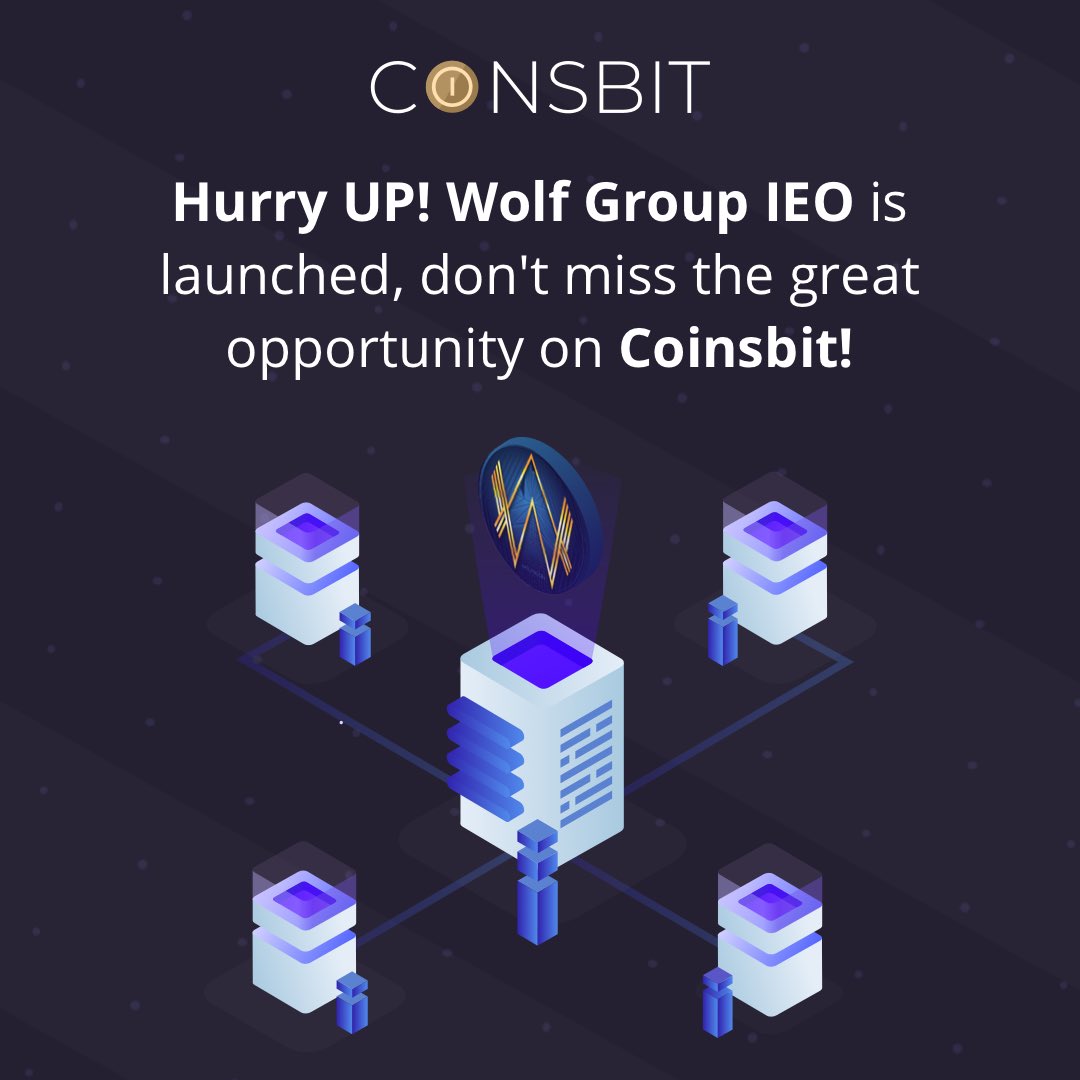 COINSBIT
Hurry UP! Wolf Group IEO is
launched, don't miss the great
opportunity on Coinsbit!